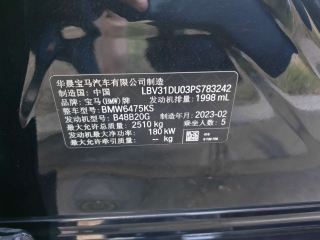 华晨宝马汽车有限公司制造
制造国：中国 LBV31DU03PS783242
品牌：宝马(BMW)牌 发动机排量：1998 mL
整车型号：BMW6475KS
发动机型号：B48B20G 制造年月：2023-02
最大允许总质量：2510 kg 乘坐人数：5
发动机最大净功率：180 kW
最大允许牵引质量：-- kg